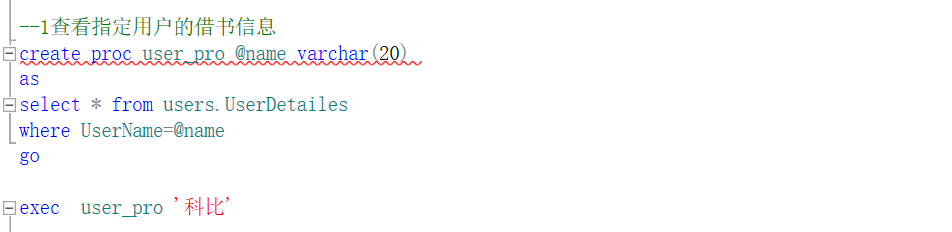 --1查看指定用户的借书信息
create proc user_pro @name varchar(20)
as
select * from users.UserDetailes
where UserName=@name
go
exec  user_pro '科比'